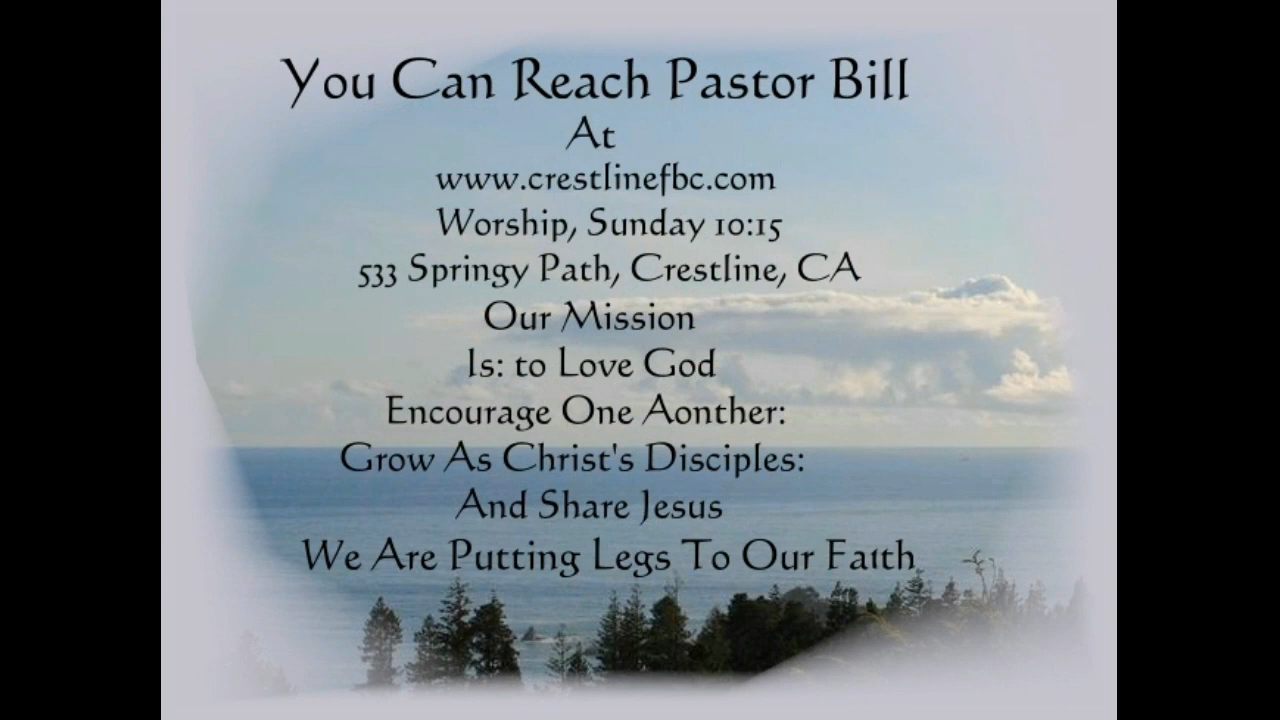 You Can Reach Pastor Bill
At
www.crestlinefbc.com
Worship, Sunday 10:15
533 Springy Path, Crestline, CA
Our Mission
Is: to Love God
Encourage One Aonther:
Grow As Christ's Disciples:
And Share Jesus
We Are Putting Legs To Our Faith